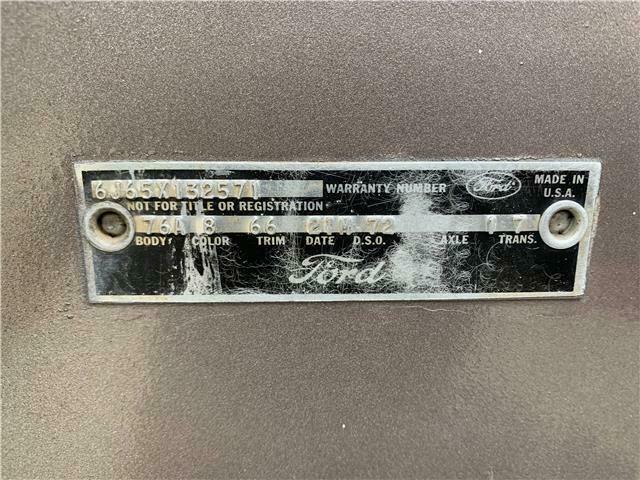 6J65X132571 WARRANTY NUMBER Ford MADE IN U.S.A.
NOT FOR TITLE OR REGISTRATION
76A 8 66 72 1 7
BODY COLOR TRIM DATE D.S.O. AXLE TRANS.
Ford